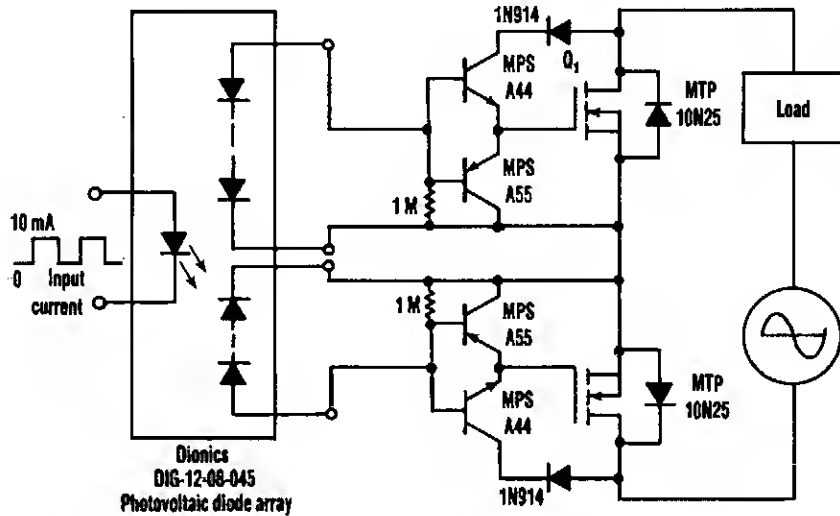 1N914
Q1
MPS
A44
MTP
10N25
Load
MPS
A55
1 M
10 mA
0
Input
current
1 M
MPS
A55
MPS
A44
MTP
10N25
1N914
Dionics
DIG-12-08-045
Photovoltaic diode array